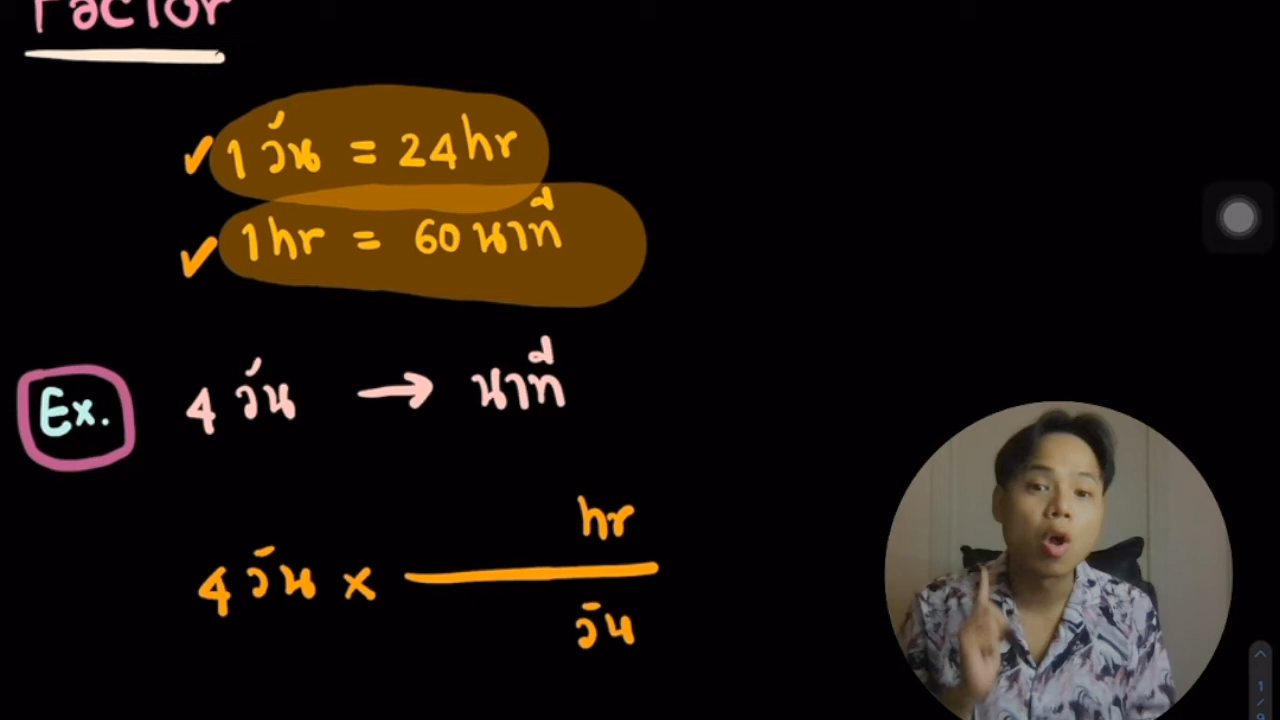 Factor
1 วัน = 24 hr
1 hr = 60 นาที
Ex. 4 วัน → นาที
hr
4 วัน ×
วัน